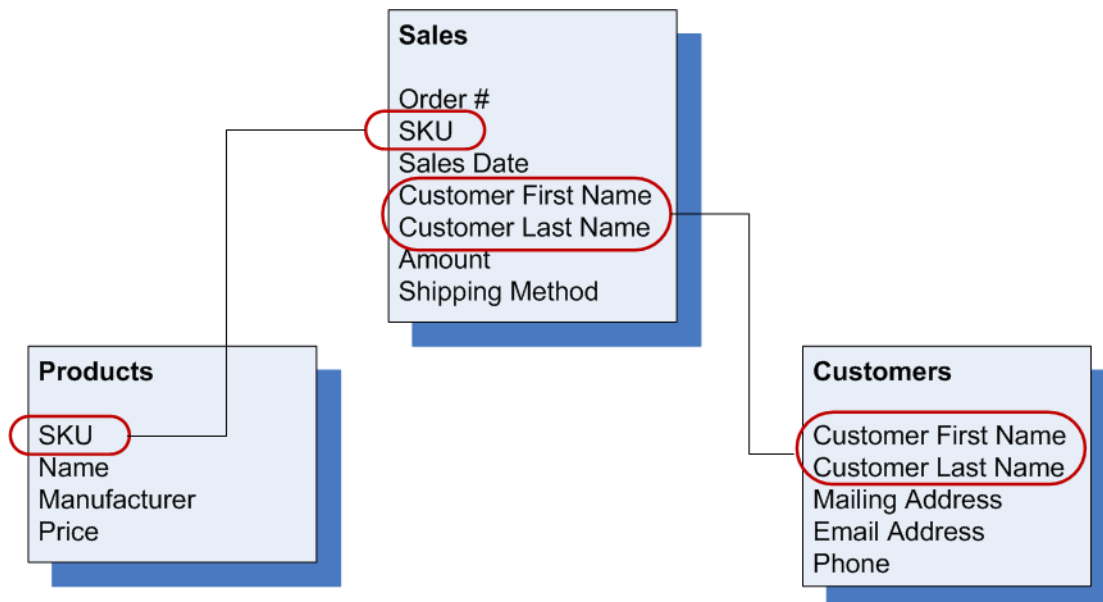 Sales
Order #
SKU
Sales Date
Customer First Name
Customer Last Name
Amount
Shipping Method
Products
SKU
Name
Manufacturer
Price
Customers
Customer First Name
Customer Last Name
Mailing Address
Email Address
Phone